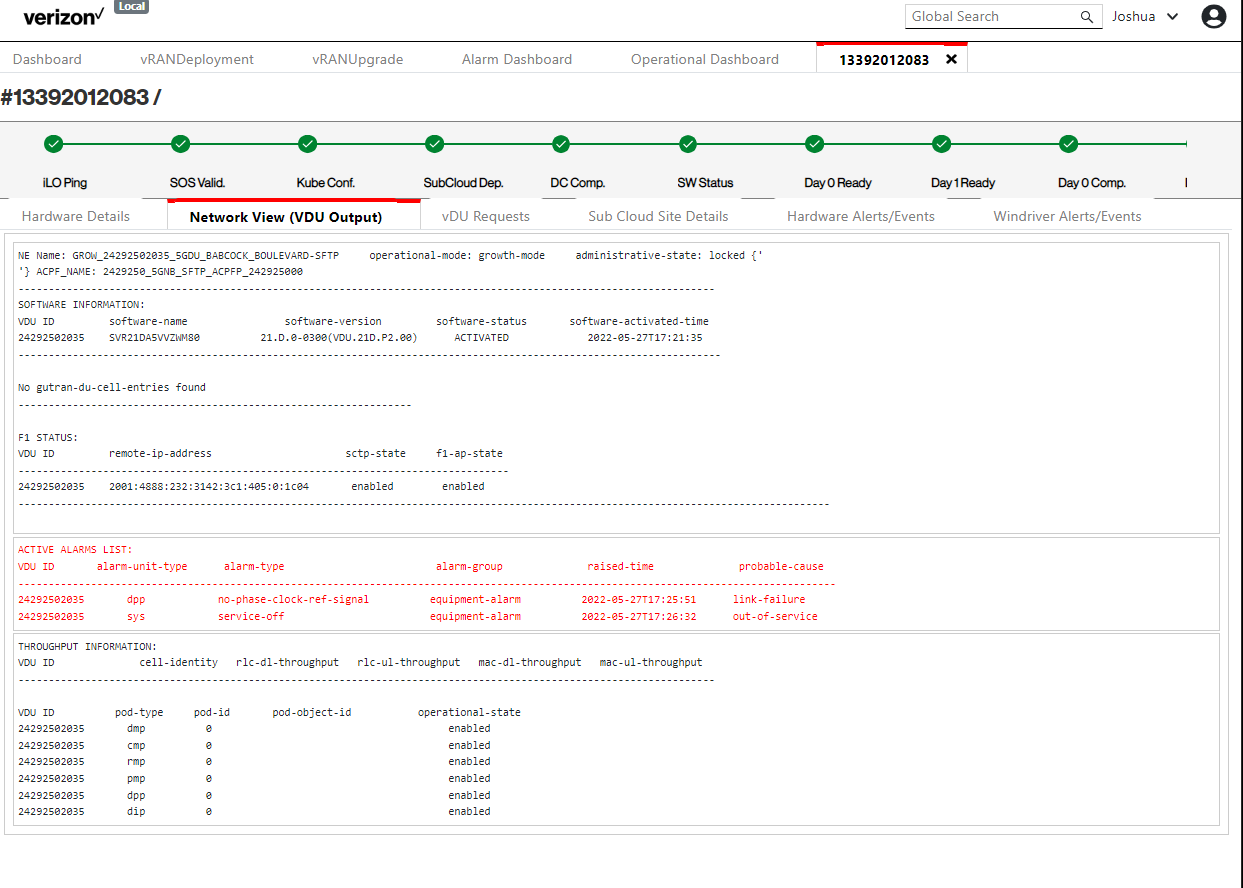 verizon✓ Local Global Search Joshua
Dashboard vRANDeployment vRANUpgrade Alarm Dashboard Operational Dashboard 13392012083 ✕
#13392012083 /
iLO Ping SOS Valid. Kube Conf. SubCloud Dep. DC Comp. SW Status Day 0 Ready Day 1 Ready Day 0 Comp.
Hardware Details Network View (VDU Output) vDU Requests Sub Cloud Site Details Hardware Alerts/Events Windriver Alerts/Events
NE Name: GROW_24292502035_5GDU_BABCOCK_BOULEVARD-SFTP operational-mode: growth-mode administrative-state: locked {'
'} ACPF_NAME: 2429250_5GNB_SFTP_ACPFP_242925000
SOFTWARE INFORMATION:
VDU ID software-name software-version software-status software-activated-time
24292502035 SVR21DA5VVZWM80 21.D.0-0300(VDU.21D.P2.00) ACTIVATED 2022-05-27T17:21:35
No gutran-du-cell-entries found
F1 STATUS:
VDU ID remote-ip-address sctp-state f1-ap-state
24292502035 2001:4888:232:3142:3c1:405:0:1c04 enabled enabled
ACTIVE ALARMS LIST:
VDU ID alarm-unit-type alarm-type alarm-group raised-time probable-cause
24292502035 dpp no-phase-clock-ref-signal equipment-alarm 2022-05-27T17:25:51 link-failure
24292502035 sys service-off equipment-alarm 2022-05-27T17:26:32 out-of-service
THROUGHPUT INFORMATION:
VDU ID cell-identity rlc-dl-throughput rlc-ul-throughput mac-dl-throughput mac-ul-throughput
VDU ID pod-type pod-id pod-object-id operational-state
24292502035 dmp 0 enabled
24292502035 cmp 0 enabled
24292502035 rmp 0 enabled
24292502035 pmp 0 enabled
24292502035 dpp 0 enabled
24292502035 dip 0 enabled